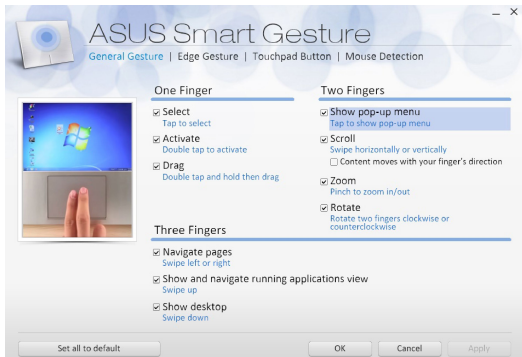 ASUS Smart Gesture
General Gesture | Edge Gesture | Touchpad Button | Mouse Detection
One Finger
Select
Tap to select
Activate
Double tap to activate
Drag
Double tap and hold then drag
Two Fingers
Show pop-up menu
Tap to show pop-up menu
Scroll
Swipe horizontally or vertically
Content moves with your finger's direction
Zoom
Pinch to zoom in/out
Rotate
Rotate two fingers clockwise or
counterclockwise
Three Fingers
Navigate pages
Swipe left or right
Show and navigate running applications view
Swipe up
Show desktop
Swipe down
Set all to default
OK
Cancel
Apply